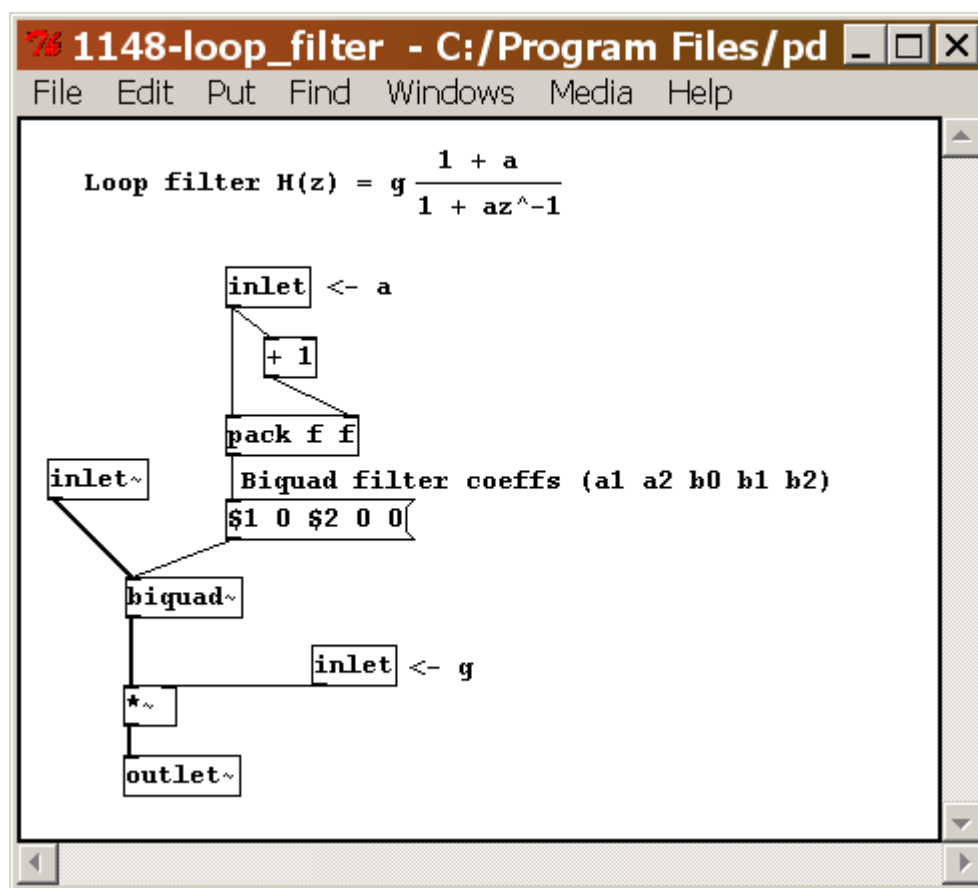 1148-loop_filter - C:/Program Files/pd
File Edit Put Find Windows Media Help
1 + a
Loop filter H(z) = g
1 + az^-1
inlet <- a
+ 1
pack f f
inlet~
Biquad filter coeffs (a1 a2 b0 b1 b2)
$1 0 $2 0 0
biquad~
inlet <- g
*~
outlet~